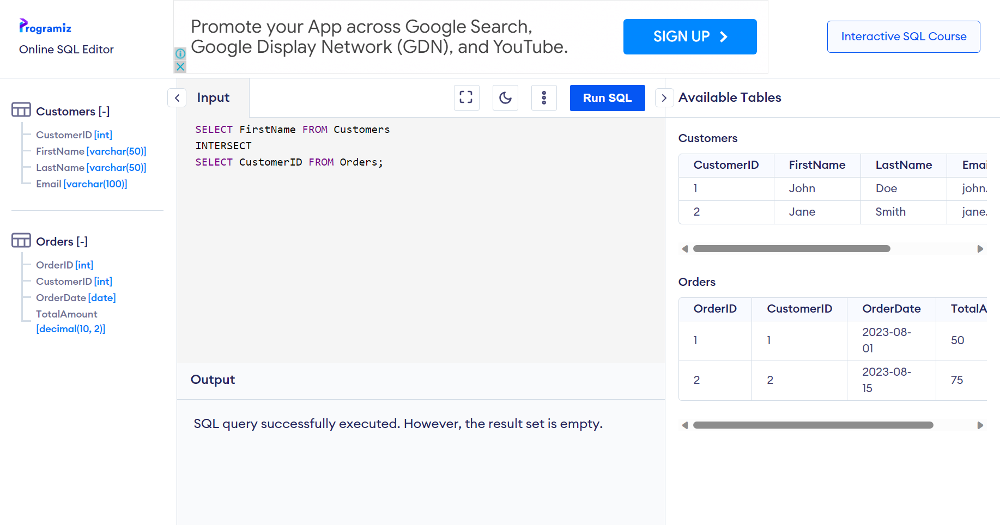 Programiz
Online SQL Editor
Promote your App across Google Search,
Google Display Network (GDN), and YouTube.
SIGN UP
Interactive SQL Course
Customers [-]
CustomerID [int]
FirstName [varchar(50)]
LastName [varchar(50)]
Email [varchar(100)]
Orders [-]
OrderID [int]
CustomerID [int]
OrderDate [date]
TotalAmount
[decimal(10, 2)]
Input
Run SQL
SELECT FirstName FROM Customers
INTERSECT
SELECT CustomerID FROM Orders;
Output
SQL query successfully executed. However, the result set is empty.
Available Tables
Customers
CustomerID FirstName LastName Emai
1 John Doe john.
2 Jane Smith jane.
Orders
OrderID CustomerID OrderDate TotalA
1 1 2023-08-
01 50
2 2 2023-08-
15 75